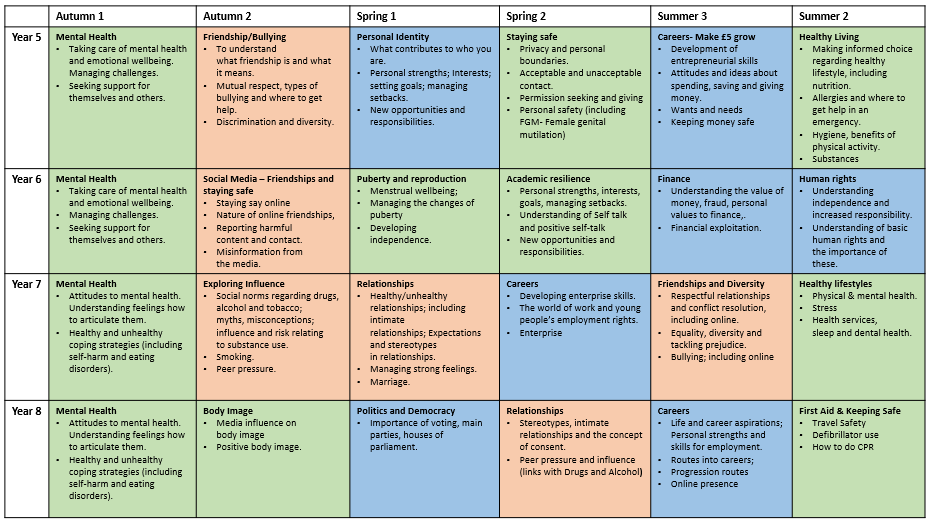 Autumn 1
Autumn 2
Spring 1
Spring 2
Summer 3
Summer 2
Year 5
Mental Health
• Taking care of mental health
and emotional wellbeing.
Managing challenges.
• Seeking support for
themselves and others.
Friendship/Bullying
• To understand
what friendship is and what
it means.
• Mutual respect, types of
bullying and where to get
help.
• Discrimination and diversity.
Personal Identity
• What contributes to who you
are.
• Personal strengths; Interests;
setting goals; managing
setbacks.
• New opportunities and
responsibilities.
Staying safe
• Privacy and personal
boundaries.
• Acceptable and unacceptable
contact.
• Permission seeking and giving
• Personal safety (including
FGM- Female genital
mutilation)
Careers- Make £5 grow
• Development of
entrepreneurial skills
• Attitudes and ideas about
spending, saving and giving
money.
• Wants and needs
• Keeping money safe
Healthy Living
• Making informed choice
regarding healthy
lifestyle, including
nutrition.
• Allergies and where to
get help in an
emergency.
• Hygiene, benefits of
physical activity.
• Substances
Year 6
Mental Health
• Taking care of mental health
and emotional wellbeing.
• Managing challenges.
• Seeking support for
themselves and others.
Social Media – Friendships and
staying safe
• Staying say online
• Nature of online friendships,
• Reporting harmful
content and contact.
• Misinformation from
the media.
Puberty and reproduction
• Menstrual wellbeing;
• Managing the changes of
puberty
• Developing
independence.
Academic resilience
• Personal strengths, interests,
goals, managing setbacks.
• Understanding of Self talk
and positive self-talk
• New opportunities and
responsibilities.
Finance
• Understanding the value of
money, fraud, personal
values to finance,.
• Financial exploitation.
Human rights
• Understanding
independence and
increased responsibility.
• Understanding of basic
human rights and
the importance of
these.
Year 7
Mental Health
• Attitudes to mental health.
Understanding feelings how
to articulate them.
• Healthy and unhealthy
coping strategies (including
self-harm and eating
disorders).
Exploring Influence
• Social norms regarding drugs,
alcohol and tobacco;
myths, misconceptions;
influence and risk relating
to substance use.
• Smoking.
• Peer pressure.
Relationships
• Healthy/unhealthy
relationships; including
intimate
relationships; Expectations
and stereotypes
in relationships.
• Managing strong feelings.
• Marriage.
Careers
• Developing enterprise skills.
• The world of work and young
people's employment rights.
• Enterprise
Friendships and Diversity
• Respectful relationships
and conflict resolution,
including online.
• Equality, diversity and
tackling prejudice.
• Bullying; including online
Healthy lifestyles
• Physical & mental health.
• Stress
• Health services,
sleep and dental health.
Year 8
Mental Health
• Attitudes to mental health.
Understanding feelings how
to articulate them.
• Healthy and unhealthy
coping strategies (including
self-harm and eating
disorders).
Body Image
• Media influence on
body image
• Positive body image.
Politics and Democracy
• Importance of voting, main
parties, houses of
parliament.
Relationships
• Stereotypes, intimate
relationships and the concept
of consent.
• Peer pressure and influence
(links with Drugs and Alcohol)
Careers
• Life and career aspirations;
Personal strengths and
skills for employment.
• Routes into careers;
• Progression routes
• Online presence
First Aid & Keeping Safe
• Travel Safety
• Defibrillator use
• How to do CPR